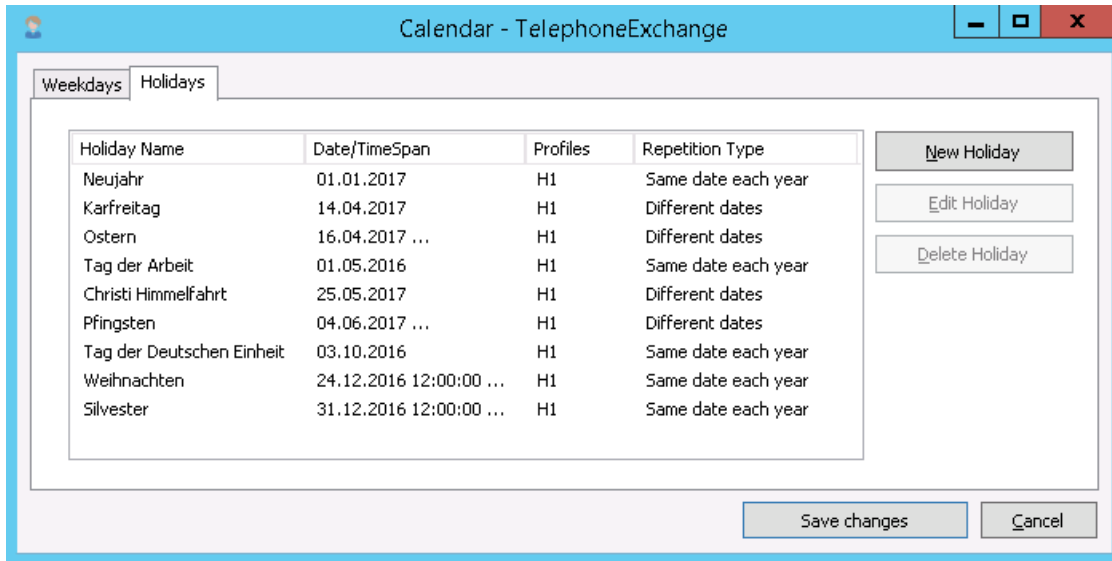 Calendar - TelephoneExchange
Weekdays Holidays
Holiday Name Date/TimeSpan Profiles Repetition Type
New Holiday
Neujahr 01.01.2017 H1 Same date each year
Karfreitag 14.04.2017 H1 Different dates
Edit Holiday
Ostern 16.04.2017 ... H1 Different dates
Tag der Arbeit 01.05.2016 H1 Same date each year
Delete Holiday
Christi Himmelfahrt 25.05.2017 H1 Different dates
Pfingsten 04.06.2017 ... H1 Different dates
Tag der Deutschen Einheit 03.10.2016 H1 Same date each year
Weihnachten 24.12.2016 12:00:00 ... H1 Same date each year
Silvester 31.12.2016 12:00:00 ... H1 Same date each year
Save changes Cancel